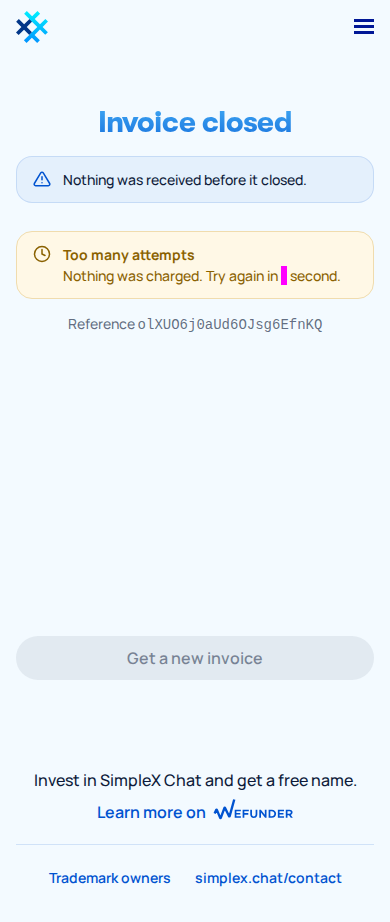 Invoice closed
Nothing was received before it closed.
Too many attempts
Nothing was charged. Try again in second.
Reference olXUO6j0aUd6OJsg6EfnKQ
Get a new invoice
Invest in SimpleX Chat and get a free name.
Learn more on WEFUNDER
Trademark owners simplex.chat/contact